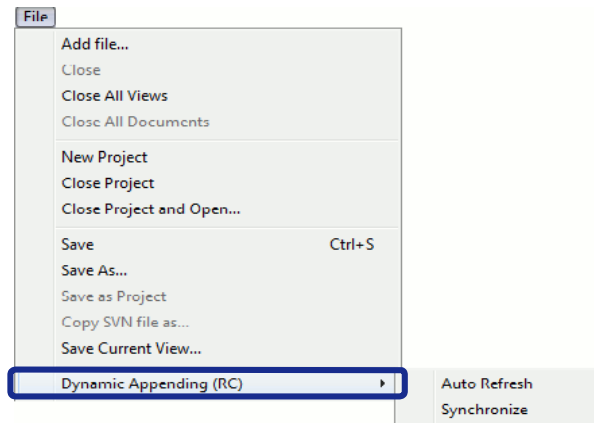 File
Add file...
Close
Close All Views
Close All Documents
New Project
Close Project
Close Project and Open...
Save Ctrl+S
Save As...
Save as Project
Copy SVN file as...
Save Current View...
Dynamic Appending (RC)
Auto Refresh
Synchronize